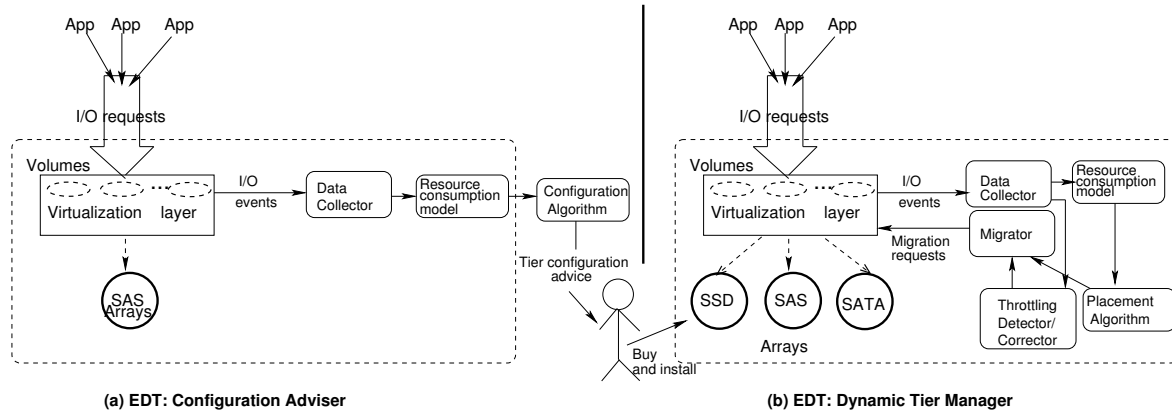 App App App
I/O requests
Volumes
...
Virtualization layer
I/O
events
Data
Collector
Resource
consumption
model
Configuration
Algorithm
SAS
Arrays
Tier configuration
advice
Buy
and install
(a) EDT: Configuration Adviser
App App App
I/O requests
Volumes
...
Virtualization layer
I/O
events
Data
Collector
Resource
consumption
model
Migration
requests
Migrator
SSD
SAS
SATA
Arrays
Throttling
Detector/
Corrector
Placement
Algorithm
(b) EDT: Dynamic Tier Manager